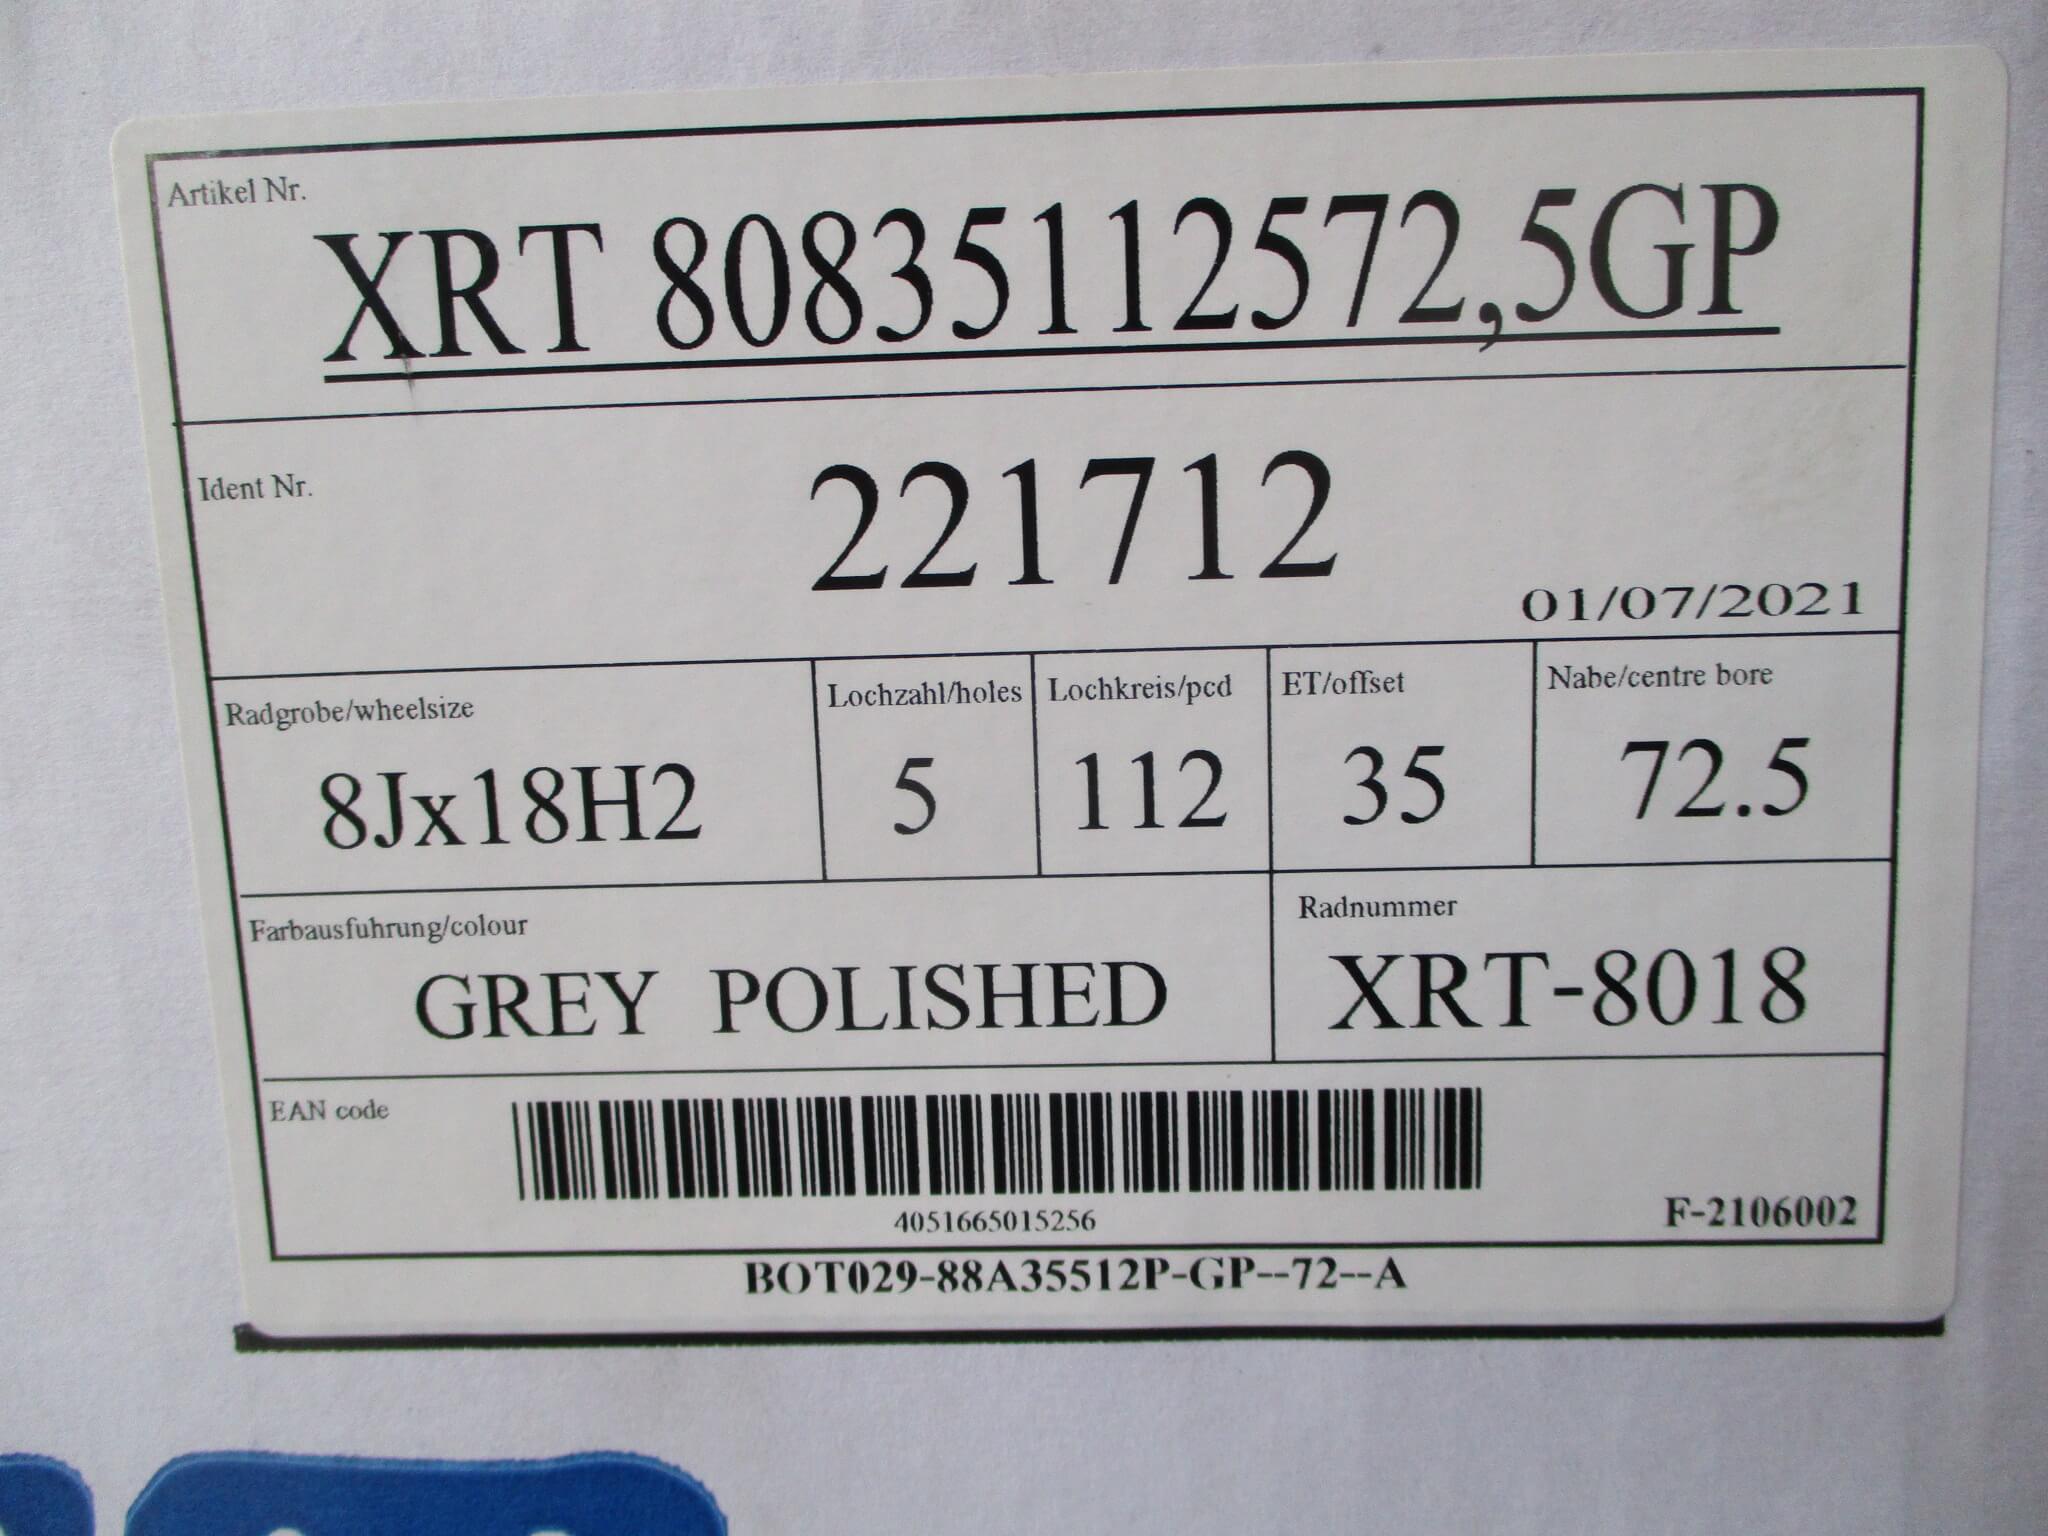 Artikel Nr.
XRT 80835112572,5GP
Ident Nr.
221712
01/07/2021
Radgrobe/wheelsize
8Jx18H2
Lochzahl/holes
5
Lochkreis/pcd
112
ET/offset
35
Nabe/centre bore
72.5
Farbausfuhrung/colour
GREY POLISHED
Radnummer
XRT-8018
EAN code
4051665015256
F-2106002
BOT029-88A35512P-GP--72--A